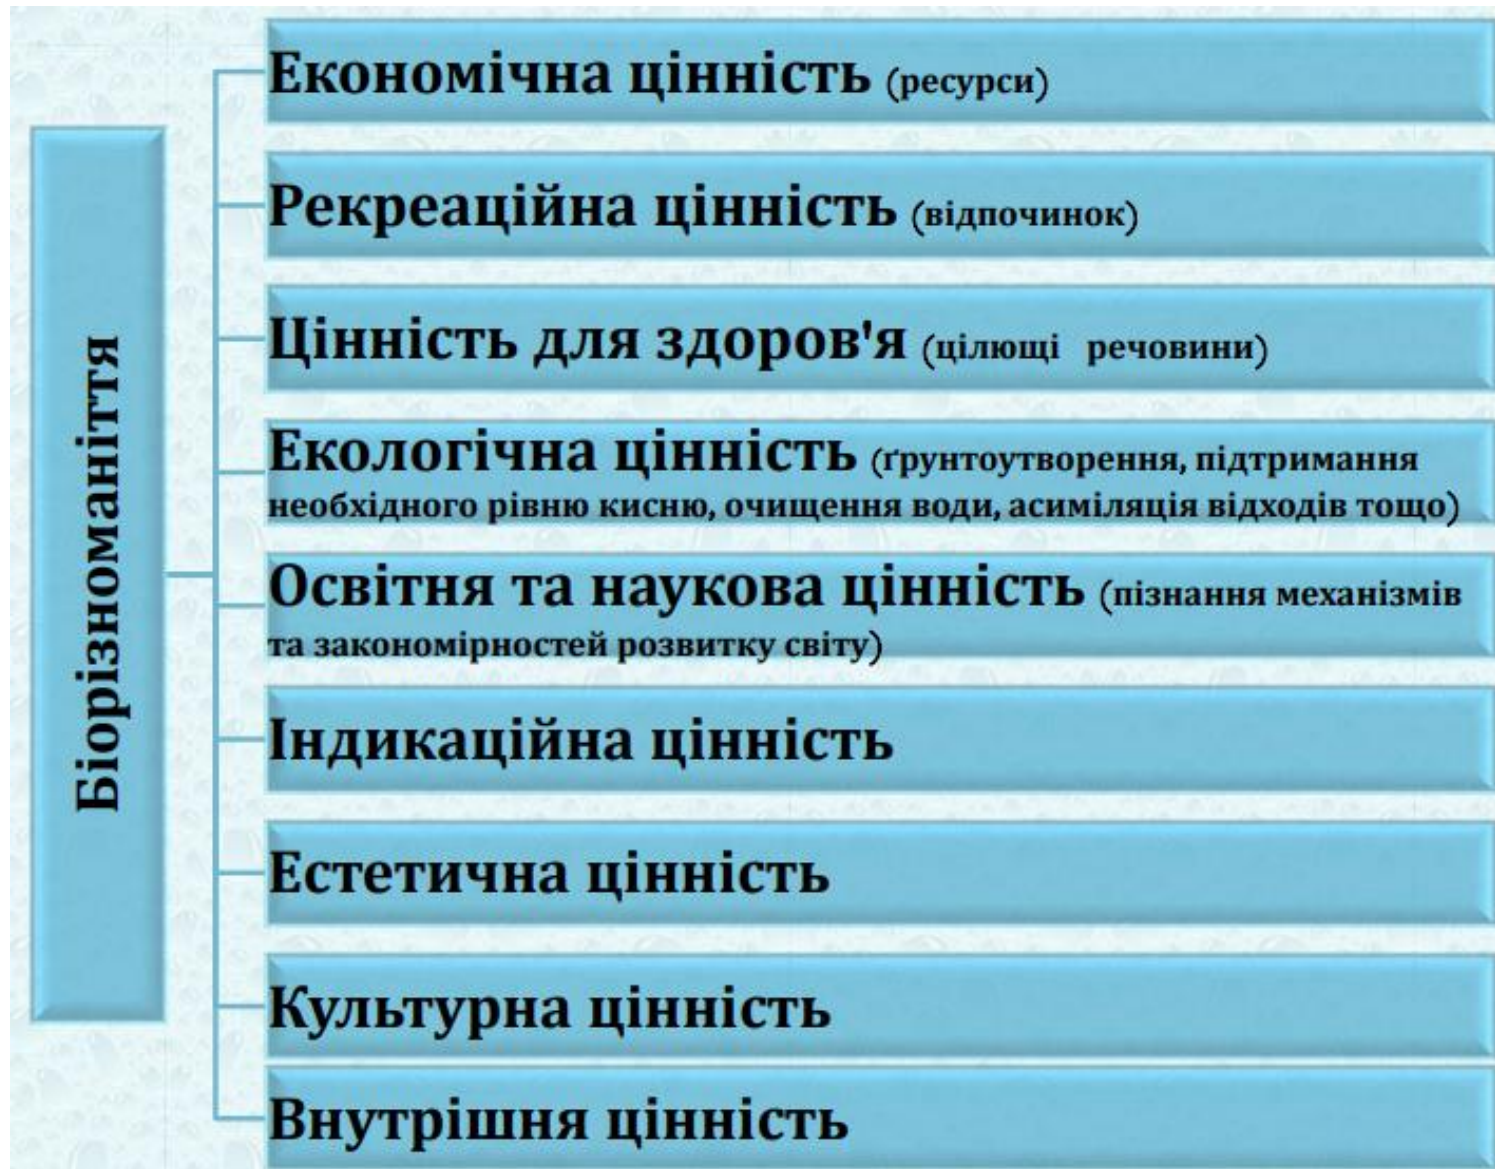 Біорізноманіття
Економічна цінність (ресурси)
Рекреаційна цінність (відпочинок)
Цінність для здоров'я (цілющі речовини)
Екологічна цінність (ґрунтоутворення, підтримання
необхідного рівню кисню, очищення води, асиміляція відходів тощо)
Освітня та наукова цінність (пізнання механізмів
та закономірностей розвитку світу)
Індикаційна цінність
Естетична цінність
Культурна цінність
Внутрішня цінність